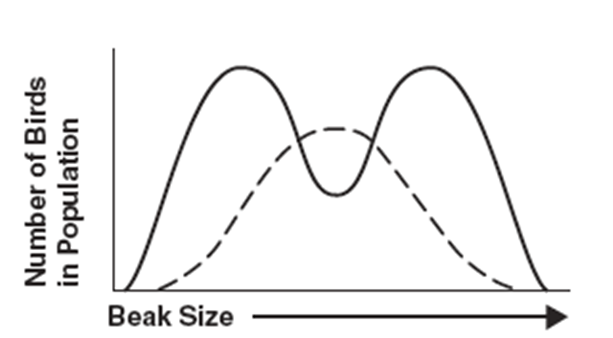 Number of Birds
in Population
Beak Size